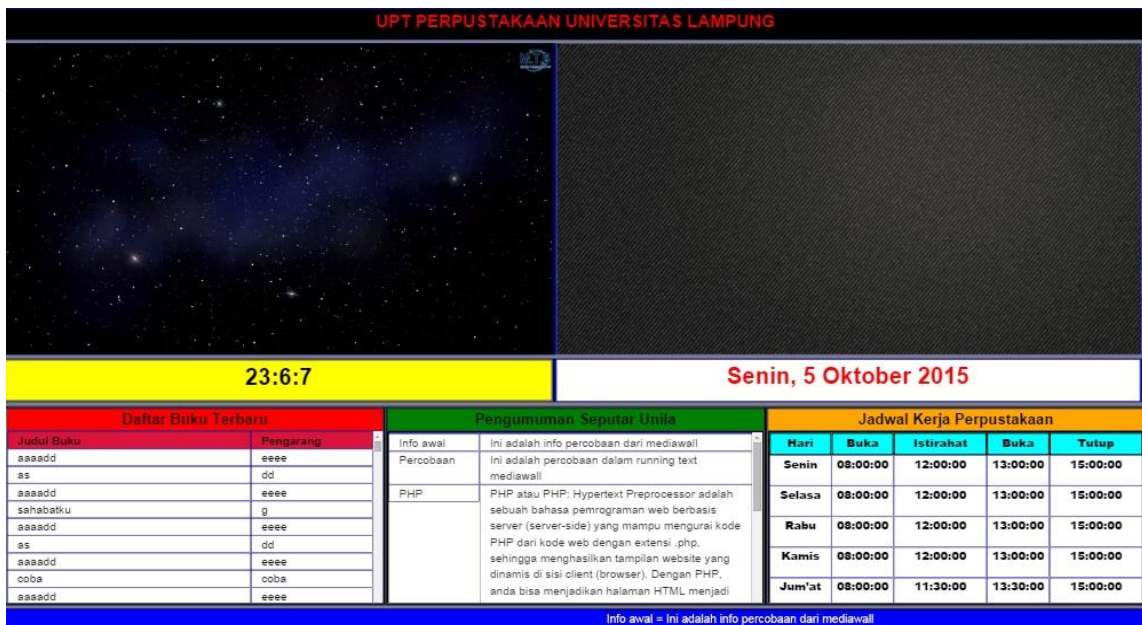 UPT PERPUSTAKAAN UNIVERSITAS LAMPUNG
23:6:7
Senin, 5 Oktober 2015
Daftar Buku Terbaru
Judul Buku Pengarang
aaaadd eeee
as dd
aaaadd eeee
sahabatku g
aaaadd eeee
as dd
aaaadd eeee
coba coba
aaaadd eeee
Pengumuman Seputar Unila
Info awal Ini adalah info percobaan dari mediawall
Percobaan Ini adalah percobaan dalam running text
mediawall
PHP PHP atau PHP: Hypertext Preprocessor adalah
sebuah bahasa pemrograman web berbasis
server (server-side) yang mampu mengurai kode
PHP dari kode web dengan extensi .php,
sehingga menghasilkan tampilan website yang
dinamis di sisi client (browser). Dengan PHP,
anda bisa menjadikan halaman HTML menjadi
Jadwal Kerja Perpustakaan
Hari Buka Istirahat Buka Tutup
Senin 08:00:00 12:00:00 13:00:00 15:00:00
Selasa 08:00:00 12:00:00 13:00:00 15:00:00
Rabu 08:00:00 12:00:00 13:00:00 15:00:00
Kamis 08:00:00 12:00:00 13:00:00 15:00:00
Jum'at 08:00:00 11:30:00 13:30:00 15:00:00
Info awal = Ini adalah info percobaan dari mediawall